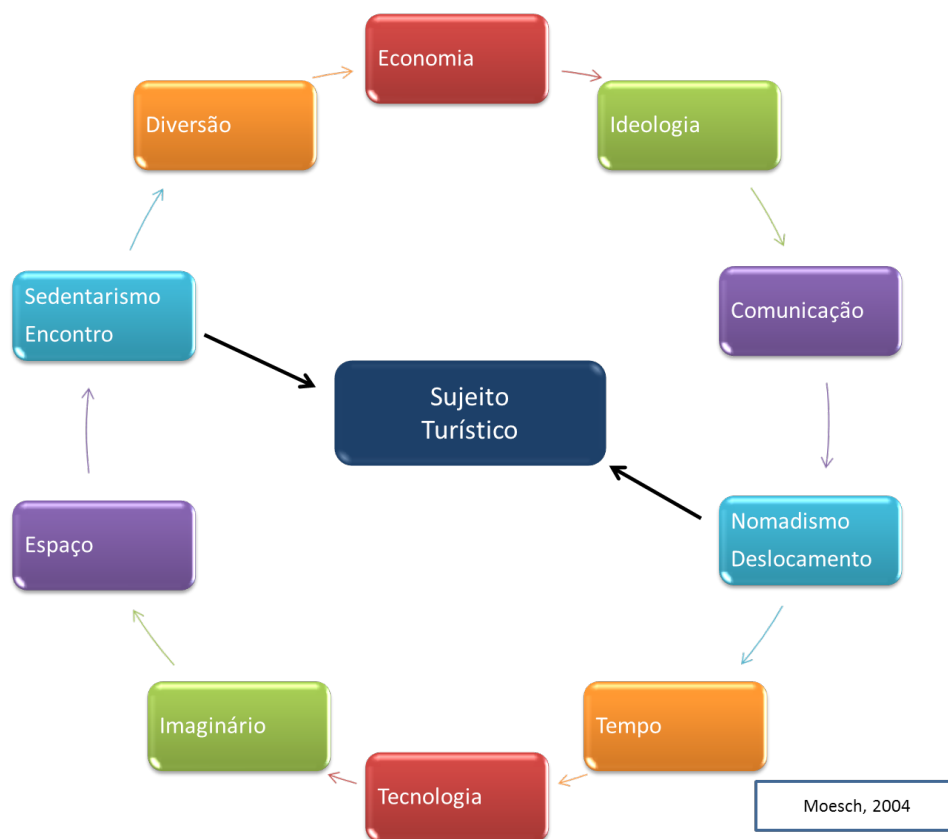 Economia
Ideologia
Comunicação
Nomadismo
Deslocamento
Tempo
Tecnologia
Imaginário
Espaço
Sedentarismo
Encontro
Diversão
Sujeito
Turístico
Moesch, 2004